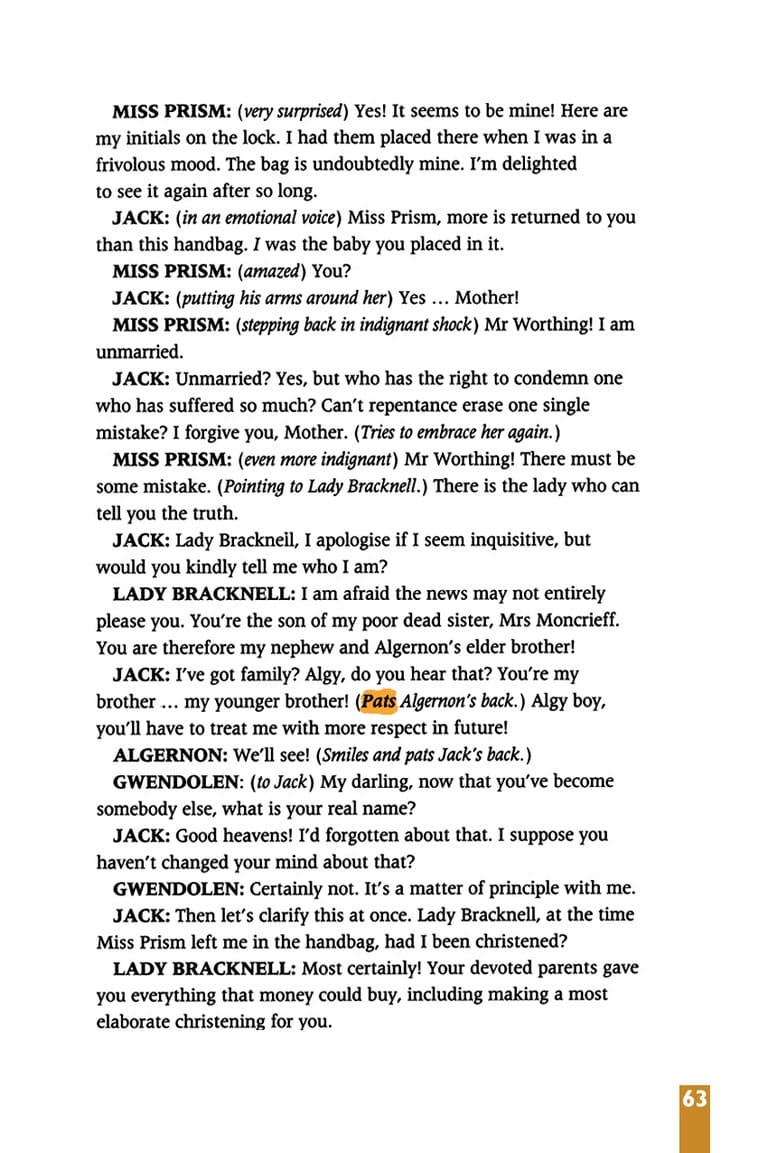 MISS PRISM: (very surprised) Yes! It seems to be mine! Here are
my initials on the lock. I had them placed there when I was in a
frivolous mood. The bag is undoubtedly mine. I'm delighted
to see it again after so long.
JACK: (in an emotional voice) Miss Prism, more is returned to you
than this handbag. I was the baby you placed in it.
MISS PRISM: (amazed) You?
JACK: (putting his arms around her) Yes ... Mother!
MISS PRISM: (stepping back in indignant shock) Mr Worthing! I am
unmarried.
JACK: Unmarried? Yes, but who has the right to condemn one
who has suffered so much? Can't repentance erase one single
mistake? I forgive you, Mother. (Tries to embrace her again.)
MISS PRISM: (even more indignant) Mr Worthing! There must be
some mistake. (Pointing to Lady Bracknell.) There is the lady who can
tell you the truth.
JACK: Lady Bracknell, I apologise if I seem inquisitive, but
would you kindly tell me who I am?
LADY BRACKNELL: I am afraid the news may not entirely
please you. You're the son of my poor dead sister, Mrs Moncrieff.
You are therefore my nephew and Algernon's elder brother!
JACK: I've got family? Algy, do you hear that? You're my
brother ... my younger brother! (Pats Algernon's back.) Algy boy,
you'll have to treat me with more respect in future!
ALGERNON: We'll see! (Smiles and pats Jack's back.)
GWENDOLEN: (to Jack) My darling, now that you've become
somebody else, what is your real name?
JACK: Good heavens! I'd forgotten about that. I suppose you
haven't changed your mind about that?
GWENDOLEN: Certainly not. It's a matter of principle with me.
JACK: Then let's clarify this at once. Lady Bracknell, at the time
Miss Prism left me in the handbag, had I been christened?
LADY BRACKNELL: Most certainly! Your devoted parents gave
you everything that money could buy, including making a most
elaborate christening for you.
63